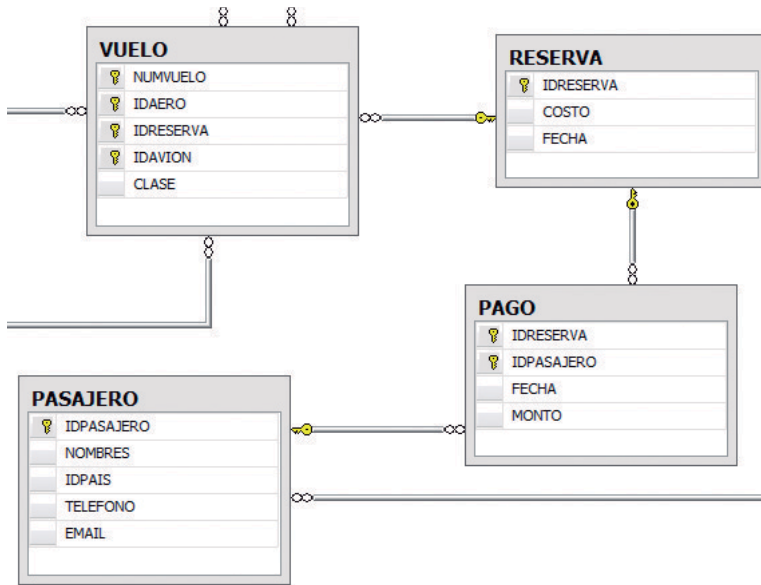 VUELO
NUMVUELO
IDAERO
IDRESERVA
IDAVION
CLASE
RESERVA
IDRESERVA
COSTO
FECHA
PAGO
IDRESERVA
IDPASAJERO
FECHA
MONTO
PASAJERO
IDPASAJERO
NOMBRES
IDPAIS
TELEFONO
EMAIL